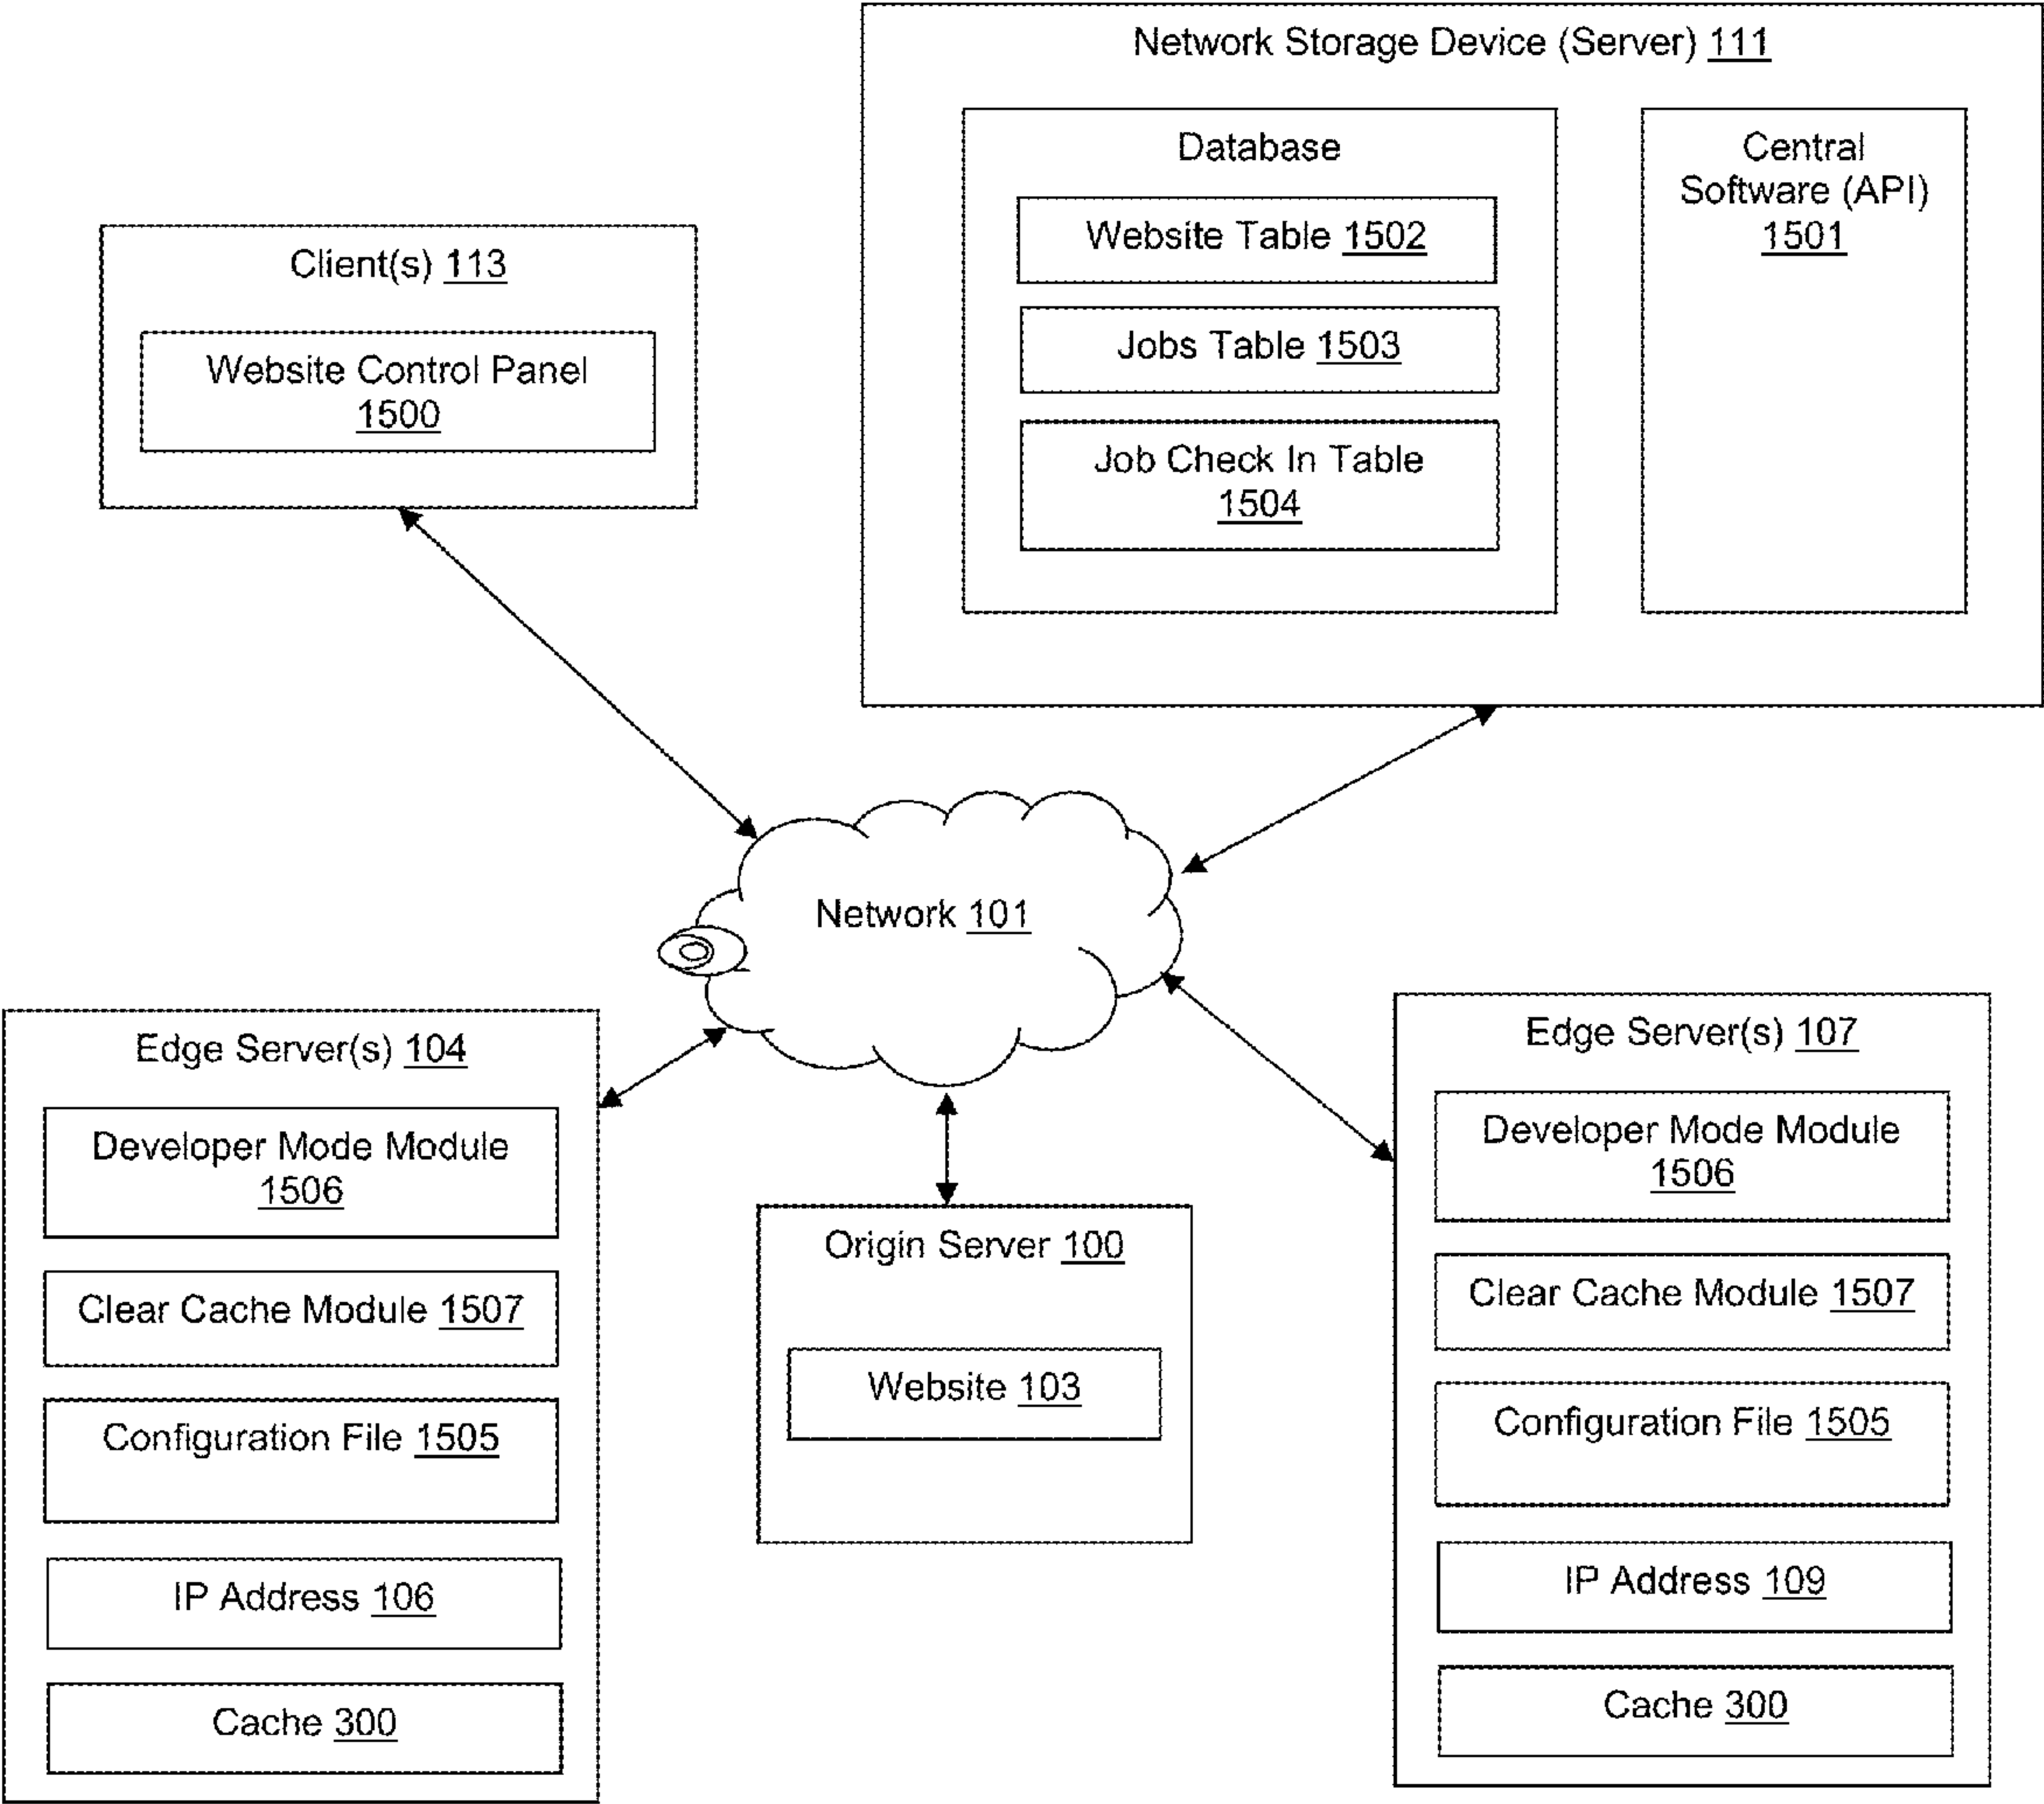 Network Storage Device (Server) 111
Database
Website Table 1502
Jobs Table 1503
Job Check In Table
1504
Central
Software (API)
1501
Client(s) 113
Website Control Panel
1500
Network 101
Edge Server(s) 104
Developer Mode Module
1506
Clear Cache Module 1507
Configuration File 1505
IP Address 106
Cache 300
Origin Server 100
Website 103
Edge Server(s) 107
Developer Mode Module
1506
Clear Cache Module 1507
Configuration File 1505
IP Address 109
Cache 300